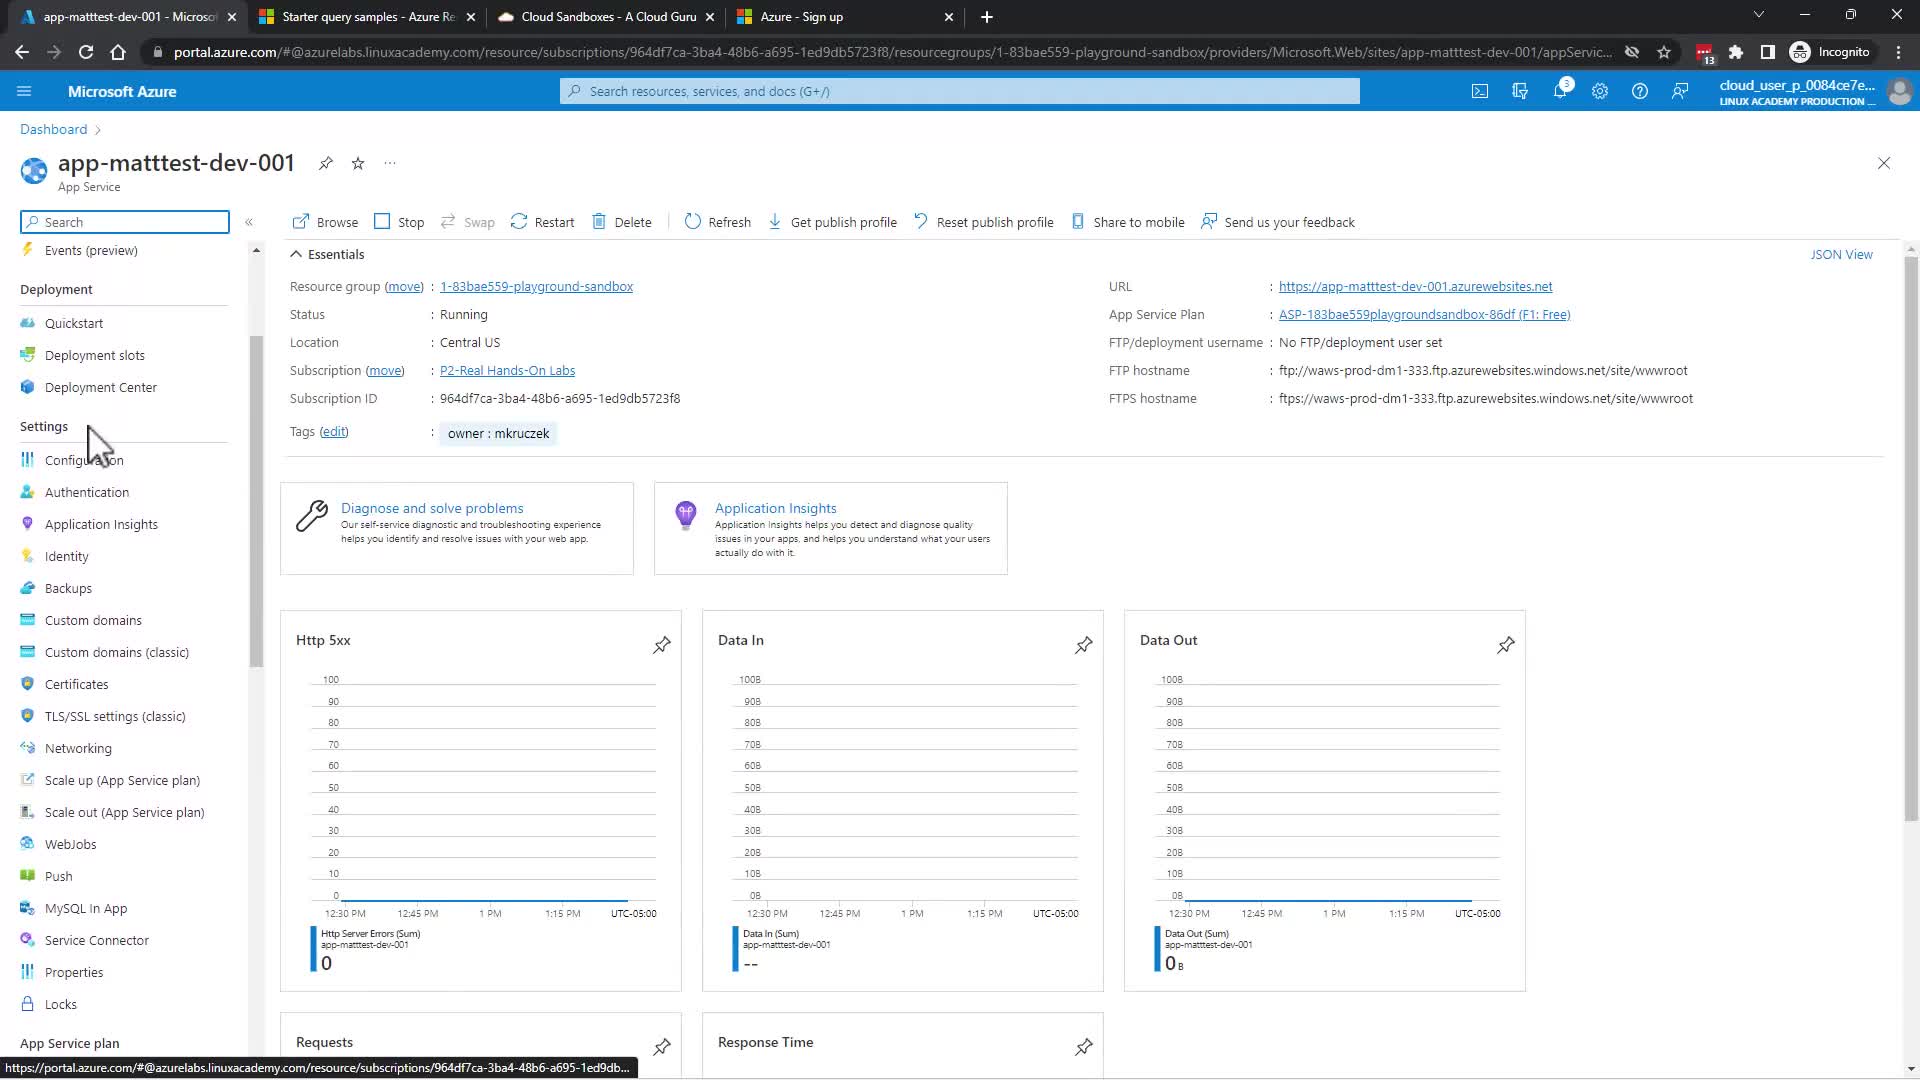 app-matttest-dev-001 - Microso
Starter query samples - Azure Re
Cloud Sandboxes - A Cloud Guru
Azure - Sign up
portal.azure.com/#@azurelabs.linuxacademy.com/resource/subscriptions/964df7ca-3ba4-48b6-a695-1ed9db5723f8/resourcegroups/1-83bae559-playground-sandbox/providers/Microsoft.Web/sites/app-matttest-dev-001/appServic...
13
Incognito
Microsoft Azure
Search resources, services, and docs (G+/)
3
cloud_user_p_0084ce7e...
LINUX ACADEMY PRODUCTION ...
Dashboard
app-matttest-dev-001
App Service
Search
Browse
Stop
Swap
Restart
Delete
Refresh
Get publish profile
Reset publish profile
Share to mobile
Send us your feedback
Events (preview)
Deployment
Quickstart
Deployment slots
Deployment Center
Settings
Configuration
Authentication
Application Insights
Identity
Backups
Custom domains
Custom domains (classic)
Certificates
TLS/SSL settings (classic)
Networking
Scale up (App Service plan)
Scale out (App Service plan)
WebJobs
Push
MySQL In App
Service Connector
Properties
Locks
App Service plan
Essentials
JSON View
Resource group (move) : 1-83bae559-playground-sandbox
Status : Running
Location : Central US
Subscription (move) : P2-Real Hands-On Labs
Subscription ID : 964df7ca-3ba4-48b6-a695-1ed9db5723f8
Tags (edit) : owner : mkruczek
URL : https://app-matttest-dev-001.azurewebsites.net
App Service Plan : ASP-183bae559playgroundsandbox-86df (F1: Free)
FTP/deployment username : No FTP/deployment user set
FTP hostname : ftp://waws-prod-dm1-333.ftp.azurewebsites.windows.net/site/wwwroot
FTPS hostname : ftps://waws-prod-dm1-333.ftp.azurewebsites.windows.net/site/wwwroot
Diagnose and solve problems
Our self-service diagnostic and troubleshooting experience
helps you identify and resolve issues with your web app.
Application Insights
Application Insights helps you detect and diagnose quality
issues in your apps, and helps you understand what your users
actually do with it.
Http 5xx
100
90
80
70
60
50
40
30
20
10
0
12:30 PM 12:45 PM 1 PM 1:15 PM UTC-05:00
Http Server Errors (Sum)
app-matttest-dev-001
0
Data In
100B
90B
80B
70B
60B
50B
40B
30B
20B
10B
0B
12:30 PM 12:45 PM 1 PM 1:15 PM UTC-05:00
Data In (Sum)
app-matttest-dev-001
--
Data Out
100B
90B
80B
70B
60B
50B
40B
30B
20B
10B
0B
12:30 PM 12:45 PM 1 PM 1:15 PM UTC-05:00
Data Out (Sum)
app-matttest-dev-001
0 B
Requests
Response Time
https://portal.azure.com/#@azurelabs.linuxacademy.com/resource/subscriptions/964df7ca-3ba4-48b6-a695-1ed9db...